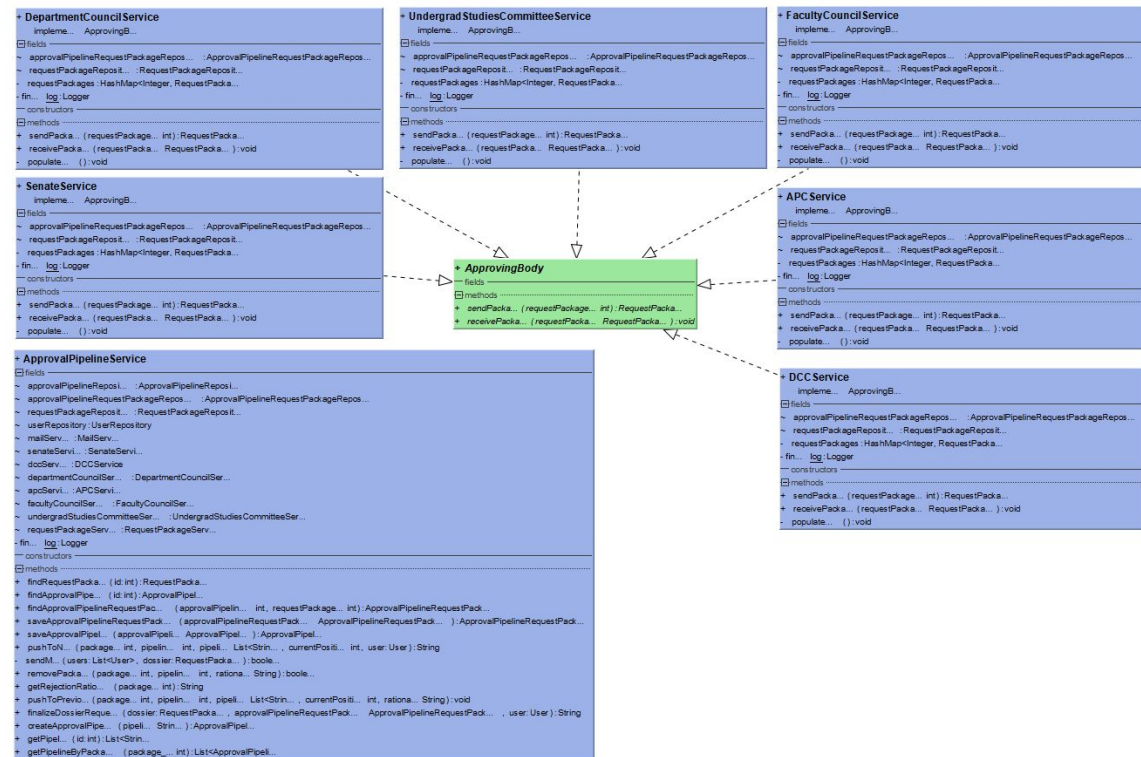 + DepartmentCouncilService
impleme... ApprovingB...
fields
~ approvalPipelineRequestPackageRepos... :ApprovalPipelineRequestPackageRepos...
~ requestPackageReposit... :RequestPackageReposit...
- requestPackages:HashMap<Integer, RequestPacka...
- fin... log:Logger
constructors
methods
+ sendPacka... (requestPackage... int):RequestPacka...
+ receivePacka... (requestPacka... RequestPacka... ):void
- populate... ():void
+ UndergradStudiesCommitteeService
impleme... ApprovingB...
fields
~ approvalPipelineRequestPackageRepos... :ApprovalPipelineRequestPackageRepos...
~ requestPackageReposit... :RequestPackageReposit...
- requestPackages:HashMap<Integer, RequestPacka...
- fin... log:Logger
constructors
methods
+ sendPacka... (requestPackage... int):RequestPacka...
+ receivePacka... (requestPacka... RequestPacka... ):void
- populate... ():void
+ FacultyCouncilService
impleme... ApprovingB...
fields
~ approvalPipelineRequestPackageRepos... :ApprovalPipelineRequestPackageRepos...
~ requestPackageReposit... :RequestPackageReposit...
- requestPackages:HashMap<Integer, RequestPacka...
- fin... log:Logger
constructors
methods
+ sendPacka... (requestPackage... int):RequestPacka...
+ receivePacka... (requestPacka... RequestPacka... ):void
- populate... ():void
+ SenateService
impleme... ApprovingB...
fields
~ approvalPipelineRequestPackageRepos... :ApprovalPipelineRequestPackageRepos...
~ requestPackageReposit... :RequestPackageReposit...
- requestPackages:HashMap<Integer, RequestPacka...
- fin... log:Logger
constructors
methods
+ sendPacka... (requestPackage... int):RequestPacka...
+ receivePacka... (requestPacka... RequestPacka... ):void
- populate... ():void
+ ApprovingBody
fields
methods
+ sendPacka... (requestPackage... int):RequestPacka...
+ receivePacka... (requestPacka... RequestPacka... ):void
+ APCService
impleme... ApprovingB...
fields
~ approvalPipelineRequestPackageRepos... :ApprovalPipelineRequestPackageRepos...
~ requestPackageReposit... :RequestPackageReposit...
- requestPackages:HashMap<Integer, RequestPacka...
- fin... log:Logger
constructors
methods
+ sendPacka... (requestPackage... int):RequestPacka...
+ receivePacka... (requestPacka... RequestPacka... ):void
- populate... ():void
+ ApprovalPipelineService
fields
~ approvalPipelineReposi... :ApprovalPipelineReposi...
~ approvalPipelineRequestPackageRepos... :ApprovalPipelineRequestPackageRepos...
~ requestPackageReposit... :RequestPackageReposit...
~ userRepository:UserRepository
~ mailServ... :MailServ...
~ senateServi... :SenateServi...
~ dccServ... :DCCService
~ departmentCouncilSer... :DepartmentCouncilSer...
~ apcServi... :APCServi...
~ facultyCouncilSer... :FacultyCouncilSer...
~ undergradStudiesCommitteeSer... :UndergradStudiesCommitteeSer...
~ requestPackageServ... :RequestPackageServ...
- fin... log:Logger
constructors
methods
+ findRequestPacka... (id:int):RequestPacka...
+ findApprovalPipe... (id:int):ApprovalPipel...
+ findApprovalPipelineRequestPac... (approvalPipelin... int, requestPackage... int):ApprovalPipelineRequestPack...
+ saveApprovalPipelineRequestPack... (approvalPipelineRequestPack... ApprovalPipelineRequestPack... ):ApprovalPipelineRequestPack...
+ saveApprovalPipel... (approvalPipeli... ApprovalPipel... ):ApprovalPipel...
+ pushToN... (package... int, pipelin... int, pipeli... List<Strin... , currentPositi... int, user:User):String
- sendM... (users:List<User>, dossier:RequestPacka... ):boole...
+ removePacka... (package... int, pipelin... int, rationa... String):boole...
+ getRejectionRatio... (package... int):String
+ pushToPrevio... (package... int, pipelin... int, pipeli... List<Strin... , currentPositi... int, rationa... String):void
+ finalizeDossierReque... (dossier:RequestPacka... , approvalPipelineRequestPack... ApprovalPipelineRequestPack... , user:User):String
+ createApprovalPipe... (pipeli... Strin... ):ApprovalPipel...
+ getPipel... (id:int):List<Strin...
+ getPipelineByPacka... (package_... int):List<ApprovalPipeli...
+ DCCService
impleme... ApprovingB...
fields
~ approvalPipelineRequestPackageRepos... :ApprovalPipelineRequestPackageRepos...
~ requestPackageReposit... :RequestPackageReposit...
- requestPackages:HashMap<Integer, RequestPacka...
- fin... log:Logger
constructors
methods
+ sendPacka... (requestPackage... int):RequestPacka...
+ receivePacka... (requestPacka... RequestPacka... ):void
- populate... ():void